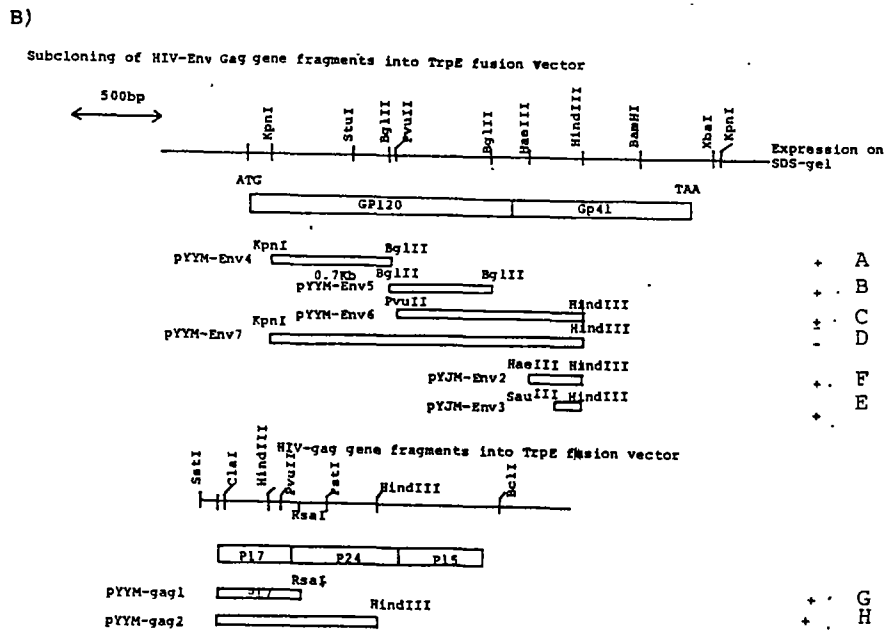 B)
Subcloning of HIV-Env Gag gene fragments into TrpE fusion Vector
500bp
KpnI StuI BglII PvuII BglII HaeIII HindIII BamHI XbaI KpnI
Expression on
SDS-gel
ATG TAA
GP120 Gp41
KpnI BglII
pYYM-Env4 + A
0.7Kb BglII BglII
pYYM-Env5 + B
PvuII HindIII
pYYM-Env6 ± C
KpnI HindIII
pYYM-Env7 - D
HaeIII HindIII
pYJM-Env2 + F
SauIII HindIII
pYJM-Env3 + E
HIV-gag gene fragments into TrpE fusion vector
SstI ClaI HindIII PvuII PstI HindIII BclI
RsaI
P17 P24 P15
RsaI
pYYM-gag1 + G
HindIII
pYYM-gag2 + H